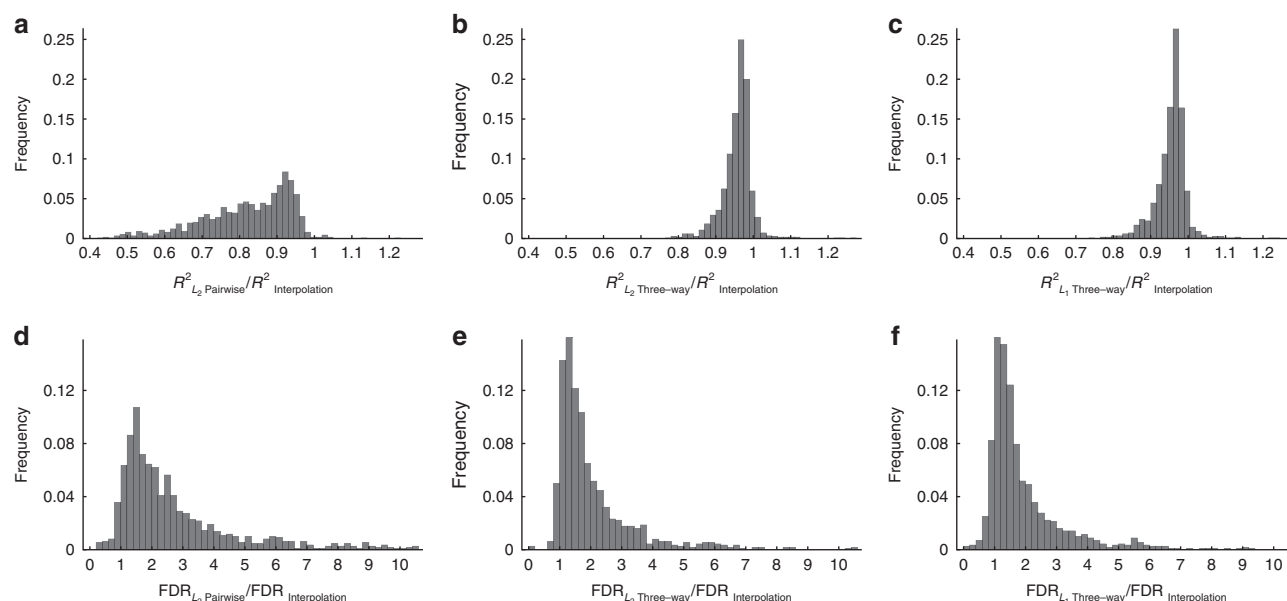 a
0.25
0.2
0.15
0.1
0.05
0
Frequency
0.4 0.5 0.6 0.7 0.8 0.9 1 1.1 1.2
R²L₂ Pairwise/R² Interpolation
b
0.25
0.2
0.15
0.1
0.05
0
Frequency
0.4 0.5 0.6 0.7 0.8 0.9 1 1.1 1.2
R²L₂ Three–way/R² Interpolation
c
0.25
0.2
0.15
0.1
0.05
0
Frequency
0.4 0.5 0.6 0.7 0.8 0.9 1 1.1 1.2
R²L₁ Three–way/R² Interpolation
d
0.12
0.08
0.04
0
Frequency
0 1 2 3 4 5 6 7 8 9 10
FDRL₂ Pairwise/FDR Interpolation
e
0.12
0.08
0.04
0
Frequency
0 1 2 3 4 5 6 7 8 9 10
FDRL₂ Three–way/FDR Interpolation
f
0.12
0.08
0.04
0
Frequency
0 1 2 3 4 5 6 7 8 9 10
FDRL₁ Three–way/FDR Interpolation